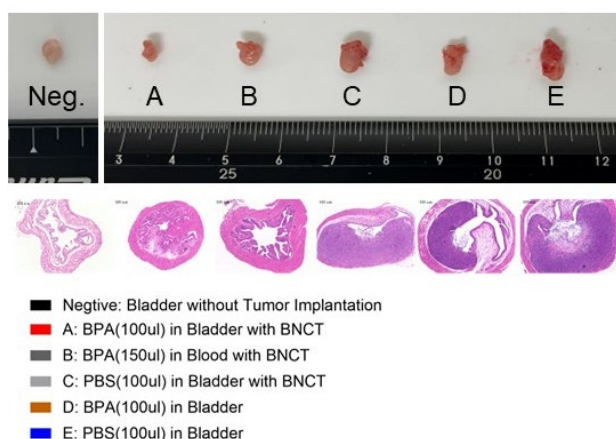 Neg. A B C D E
3 4 5 6 7 8 9 10 11 12
25 20
Negtive: Bladder without Tumor Implantation
A: BPA(100ul) in Bladder with BNCT
B: BPA(150ul) in Blood with BNCT
C: PBS(100ul) in Bladder with BNCT
D: BPA(100ul) in Bladder
E: PBS(100ul) in Bladder